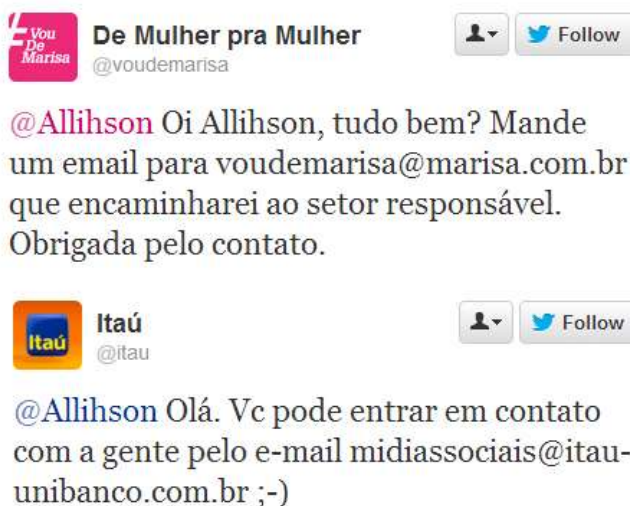 Vou
De
Marisa
De Mulher pra Mulher
@voudemarisa
Follow
@Allihson Oi Allihson, tudo bem? Mande
um email para voudemarisa@marisa.com.br
que encaminharei ao setor responsável.
Obrigada pelo contato.
Itaú
Itaú
@itau
Follow
@Allihson Olá. Vc pode entrar em contato
com a gente pelo e-mail midiassociais@itau-
unibanco.com.br ;-)